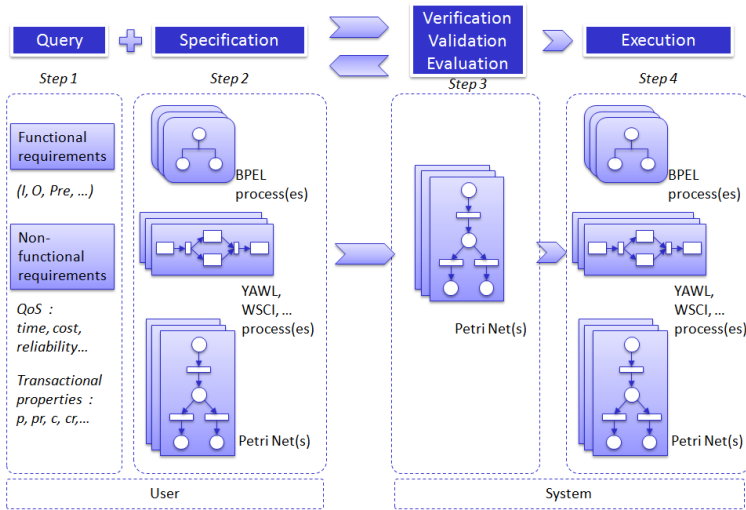 Query
Specification
Verification
Validation
Evaluation
Execution
Step 1
Step 2
Step 3
Step 4
Functional
requirements
(I, O, Pre, ...)
Non-
functional
requirements
QoS :
time, cost,
reliability...
Transactional
properties :
p, pr, c, cr,...
BPEL
process(es)
YAWL,
WSCI, ...
process(es)
Petri Net(s)
Petri Net(s)
BPEL
process(es)
YAWL,
WSCI, ...
process(es)
Petri Net(s)
User
System